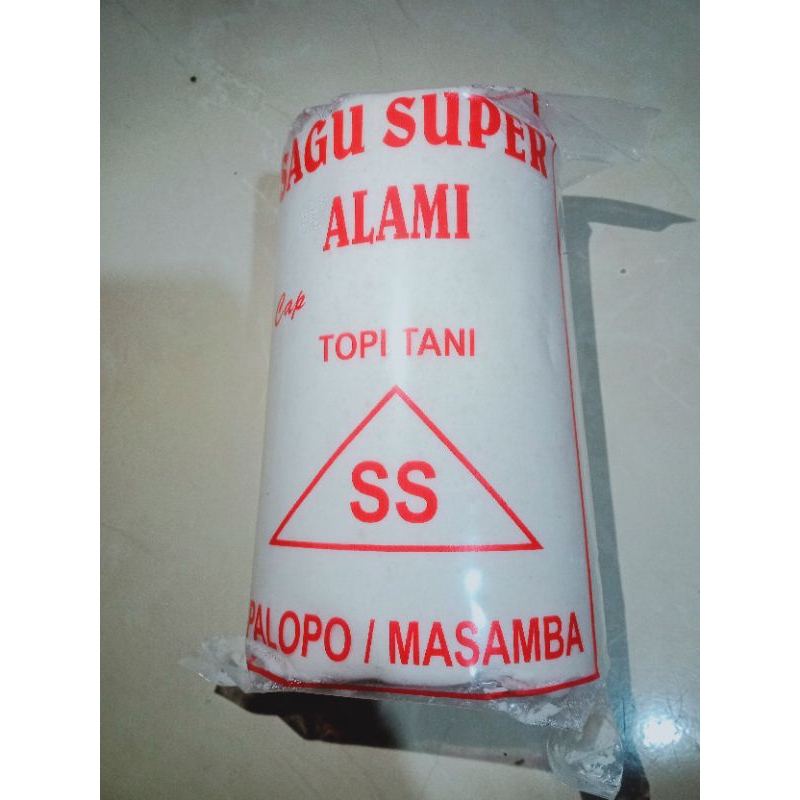 SAGU SUPER
ALAMI
Cap
TOPI TANI
SS
PALOPO / MASAMBA